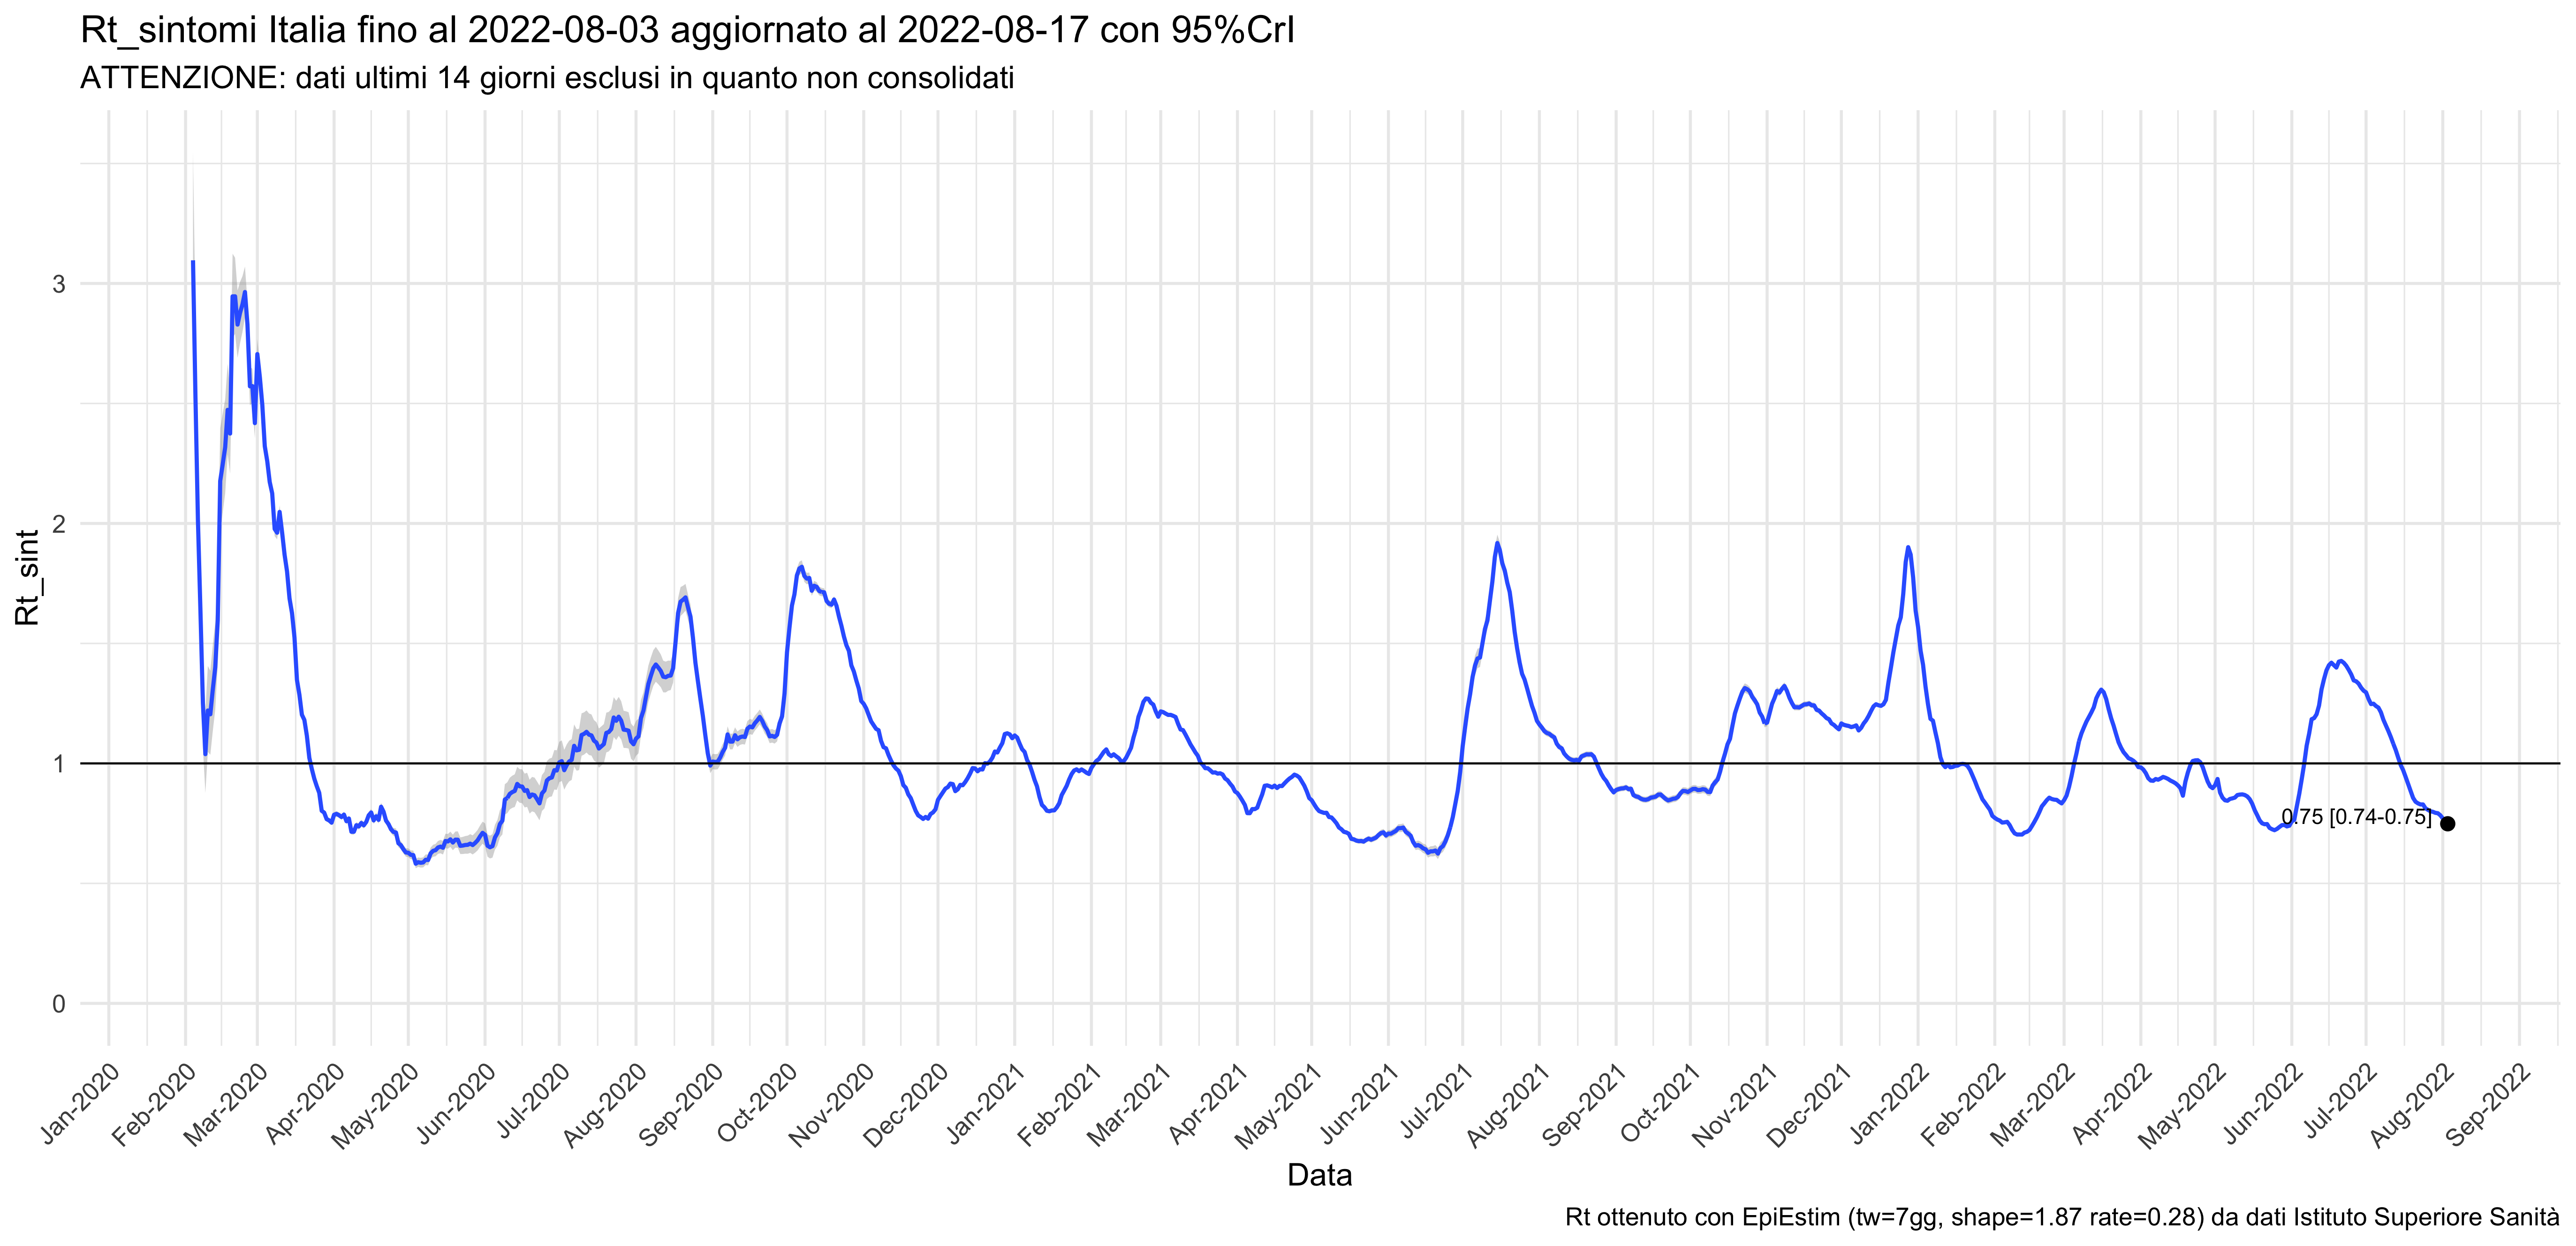 Rt_sintomi Italia fino al 2022-08-03 aggiornato al 2022-08-17 con 95%CrI
ATTENZIONE: dati ultimi 14 giorni esclusi in quanto non consolidati
Rt_sint
3
2
1
0
0.75 [0.74-0.75]
Jan-2020
Feb-2020
Mar-2020
Apr-2020
May-2020
Jun-2020
Jul-2020
Aug-2020
Sep-2020
Oct-2020
Nov-2020
Dec-2020
Jan-2021
Feb-2021
Mar-2021
Apr-2021
May-2021
Jun-2021
Jul-2021
Aug-2021
Sep-2021
Oct-2021
Nov-2021
Dec-2021
Jan-2022
Feb-2022
Mar-2022
Apr-2022
May-2022
Jun-2022
Jul-2022
Aug-2022
Sep-2022
Data
Rt ottenuto con EpiEstim (tw=7gg, shape=1.87 rate=0.28) da dati Istituto Superiore Sanità